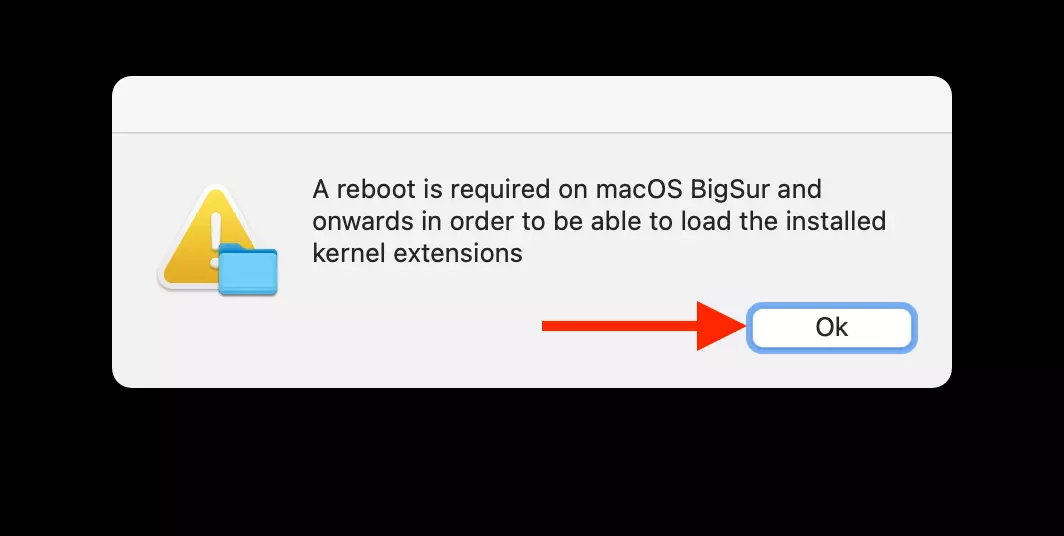 A reboot is required on macOS BigSur and
onwards in order to be able to load the installed
kernel extensions
Ok